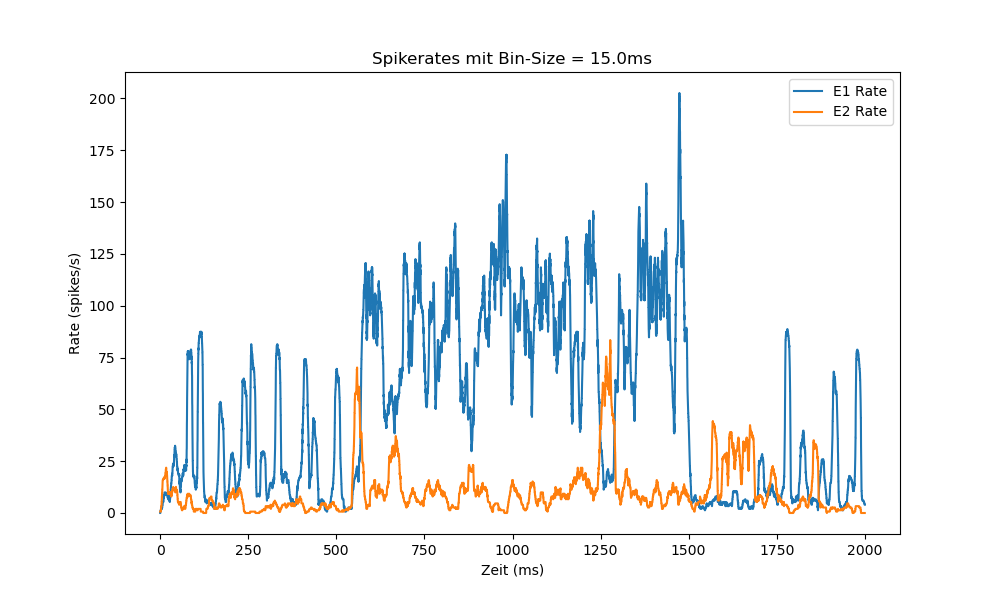 Spikerates mit Bin-Size = 15.0ms
E1 Rate
E2 Rate
200
175
150
125
100
75
50
25
0
Rate (spikes/s)
0 250 500 750 1000 1250 1500 1750 2000
Zeit (ms)